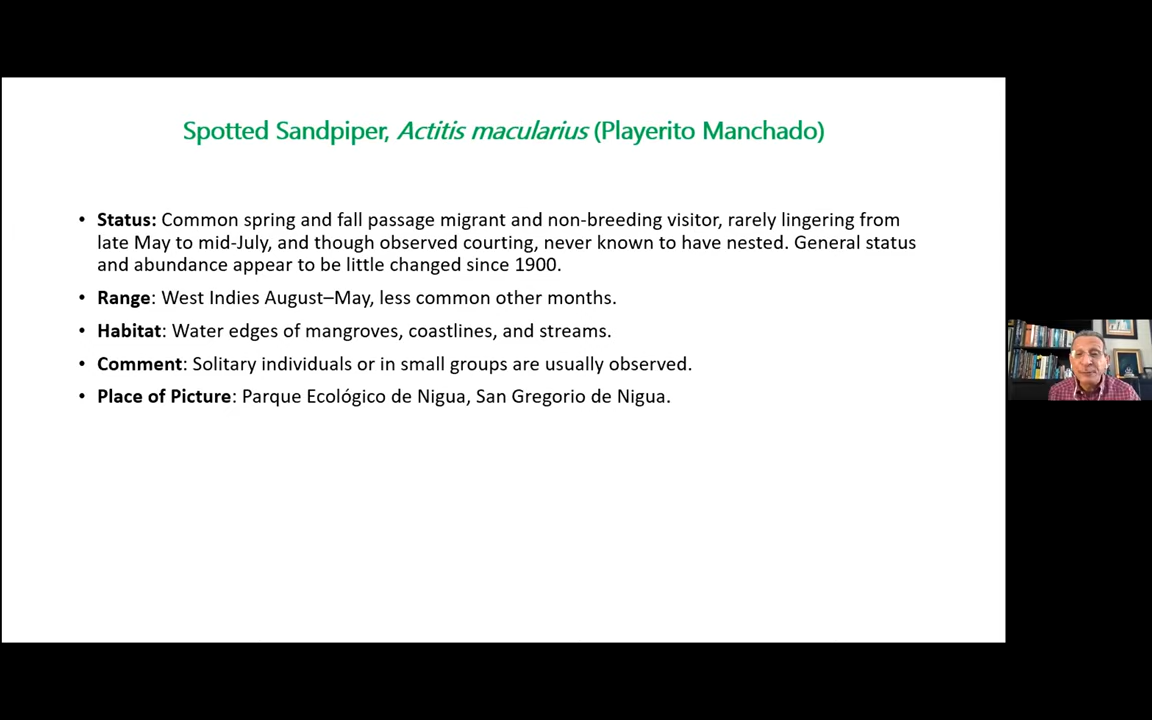 Spotted Sandpiper, Actitis macularius (Playerito Manchado)
• Status: Common spring and fall passage migrant and non-breeding visitor, rarely lingering from
late May to mid-July, and though observed courting, never known to have nested. General status
and abundance appear to be little changed since 1900.
• Range: West Indies August–May, less common other months.
• Habitat: Water edges of mangroves, coastlines, and streams.
• Comment: Solitary individuals or in small groups are usually observed.
• Place of Picture: Parque Ecológico de Nigua, San Gregorio de Nigua.